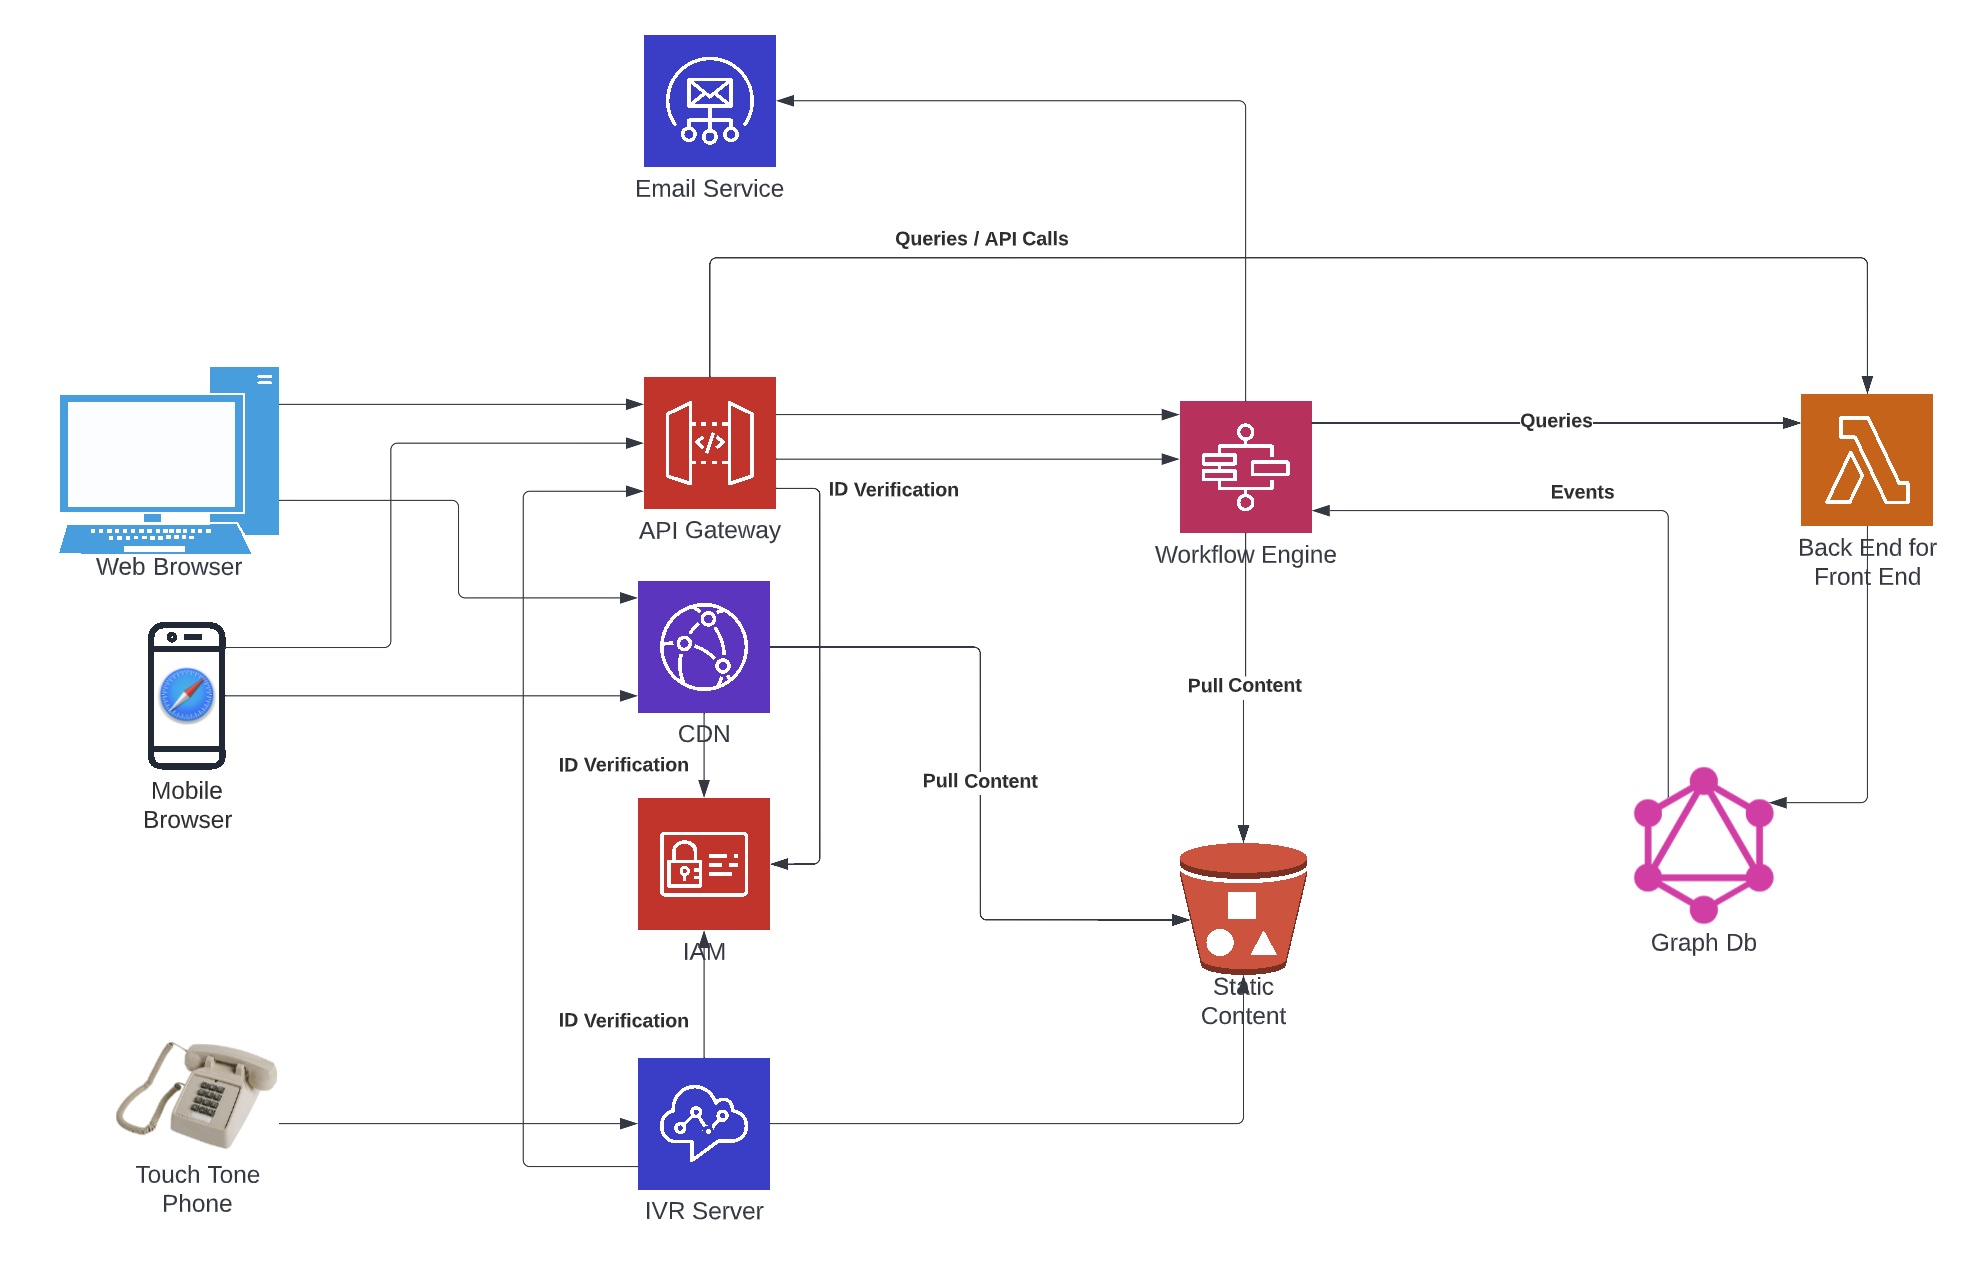 Email Service
Queries / API Calls
Queries
ID Verification
Events
API Gateway
Workflow Engine
Back End for
Front End
Web Browser
Pull Content
CDN
ID Verification
Pull Content
Mobile
Browser
IAM
Graph Db
Static
Content
ID Verification
Touch Tone
Phone
IVR Server